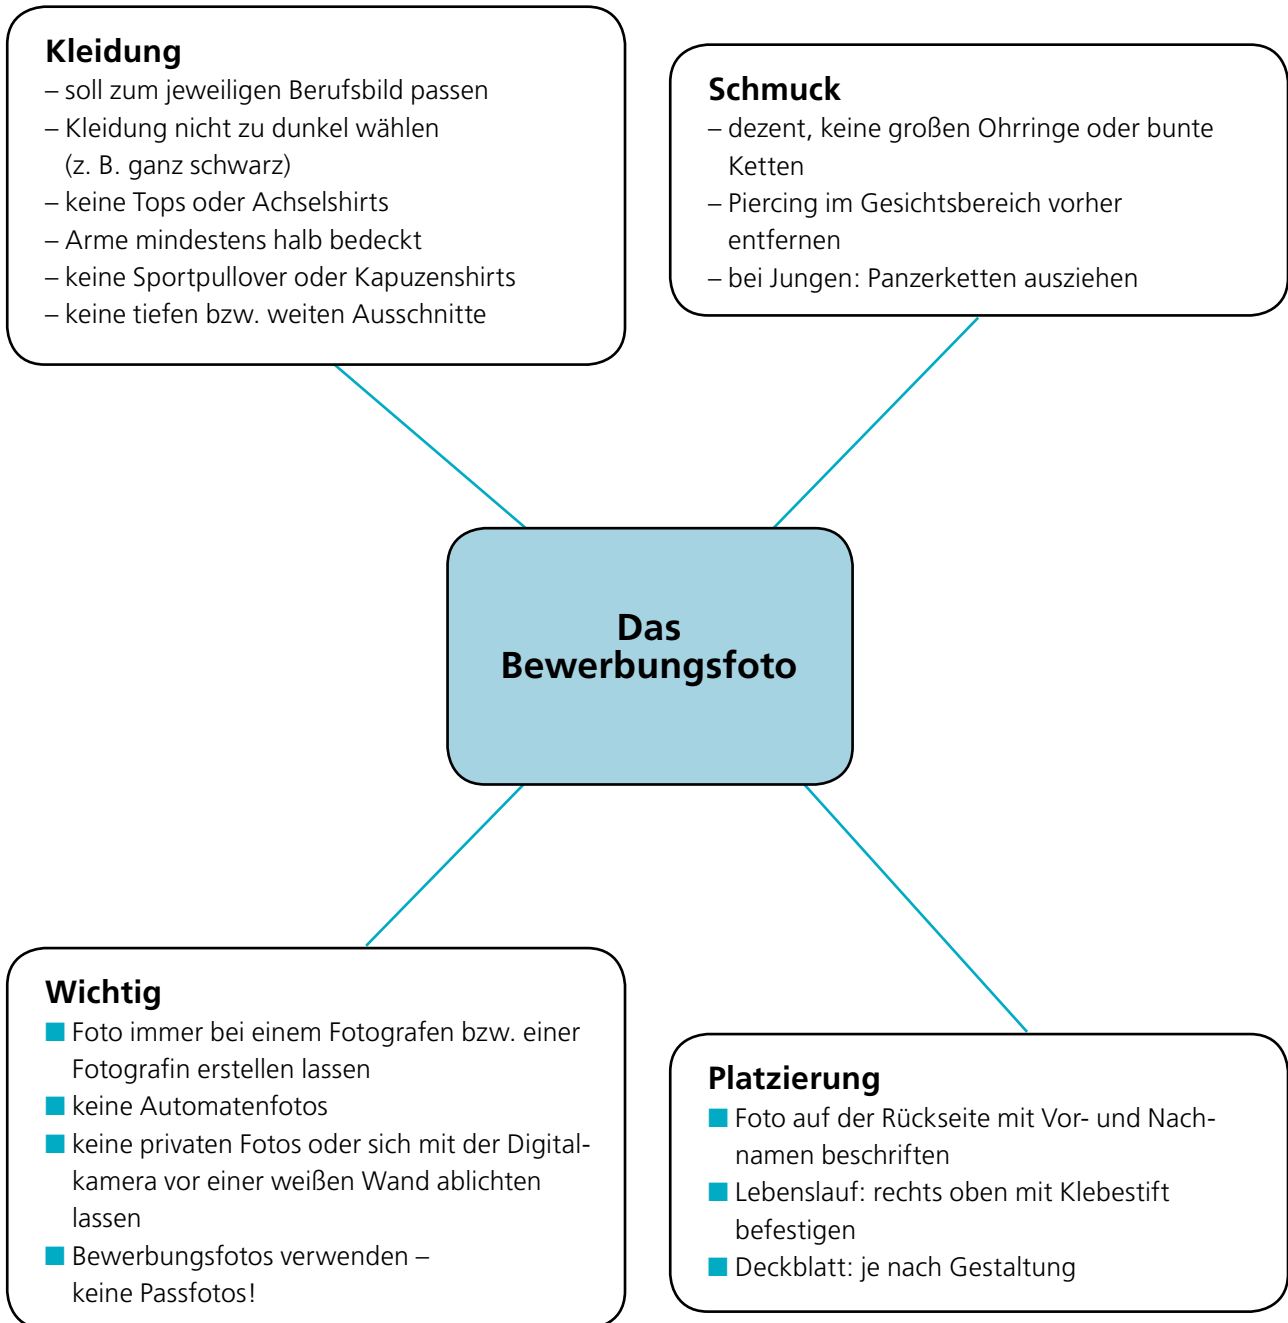 Kleidung
– soll zum jeweiligen Berufsbild passen
– Kleidung nicht zu dunkel wählen
(z. B. ganz schwarz)
– keine Tops oder Achselshirts
– Arme mindestens halb bedeckt
– keine Sportpullover oder Kapuzenshirts
– keine tiefen bzw. weiten Ausschnitte
Schmuck
– dezent, keine großen Ohrringe oder bunte
Ketten
– Piercing im Gesichtsbereich vorher
entfernen
– bei Jungen: Panzerketten ausziehen
Das
Bewerbungsfoto
Wichtig
■ Foto immer bei einem Fotografen bzw. einer
Fotografin erstellen lassen
■ keine Automatenfotos
■ keine privaten Fotos oder sich mit der Digital-
kamera vor einer weißen Wand ablichten
lassen
■ Bewerbungsfotos verwenden –
keine Passfotos!
Platzierung
■ Foto auf der Rückseite mit Vor- und Nach-
namen beschriften
■ Lebenslauf: rechts oben mit Klebestift
befestigen
■ Deckblatt: je nach Gestaltung